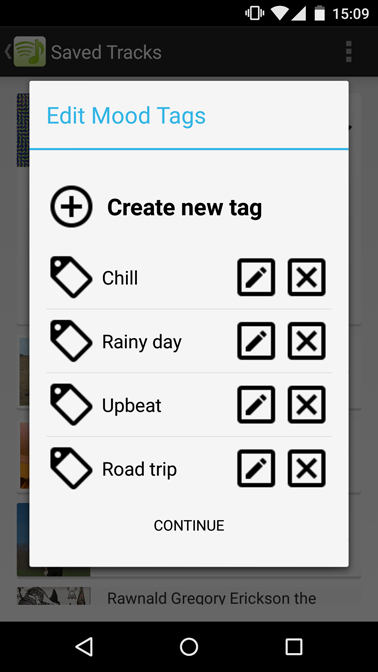 15:09
Saved Tracks
Edit Mood Tags
Create new tag
Chill
Rainy day
Upbeat
Road trip
CONTINUE
Rawnald Gregory Erickson the